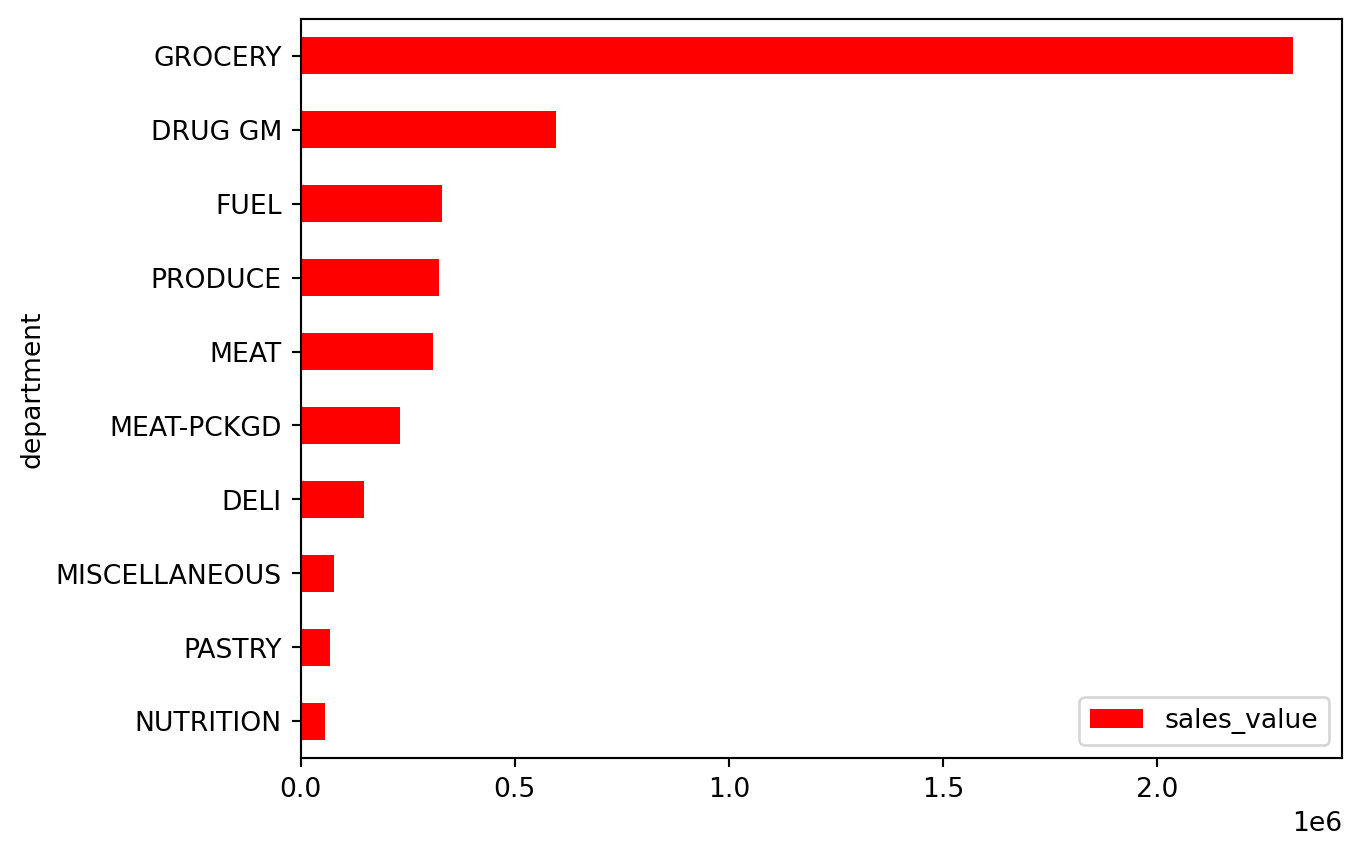 GROCERY
DRUG GM
FUEL
PRODUCE
MEAT
MEAT-PCKGD
DELI
MISCELLANEOUS
PASTRY
NUTRITION
department
sales_value
0.0 0.5 1.0 1.5 2.0
1e6